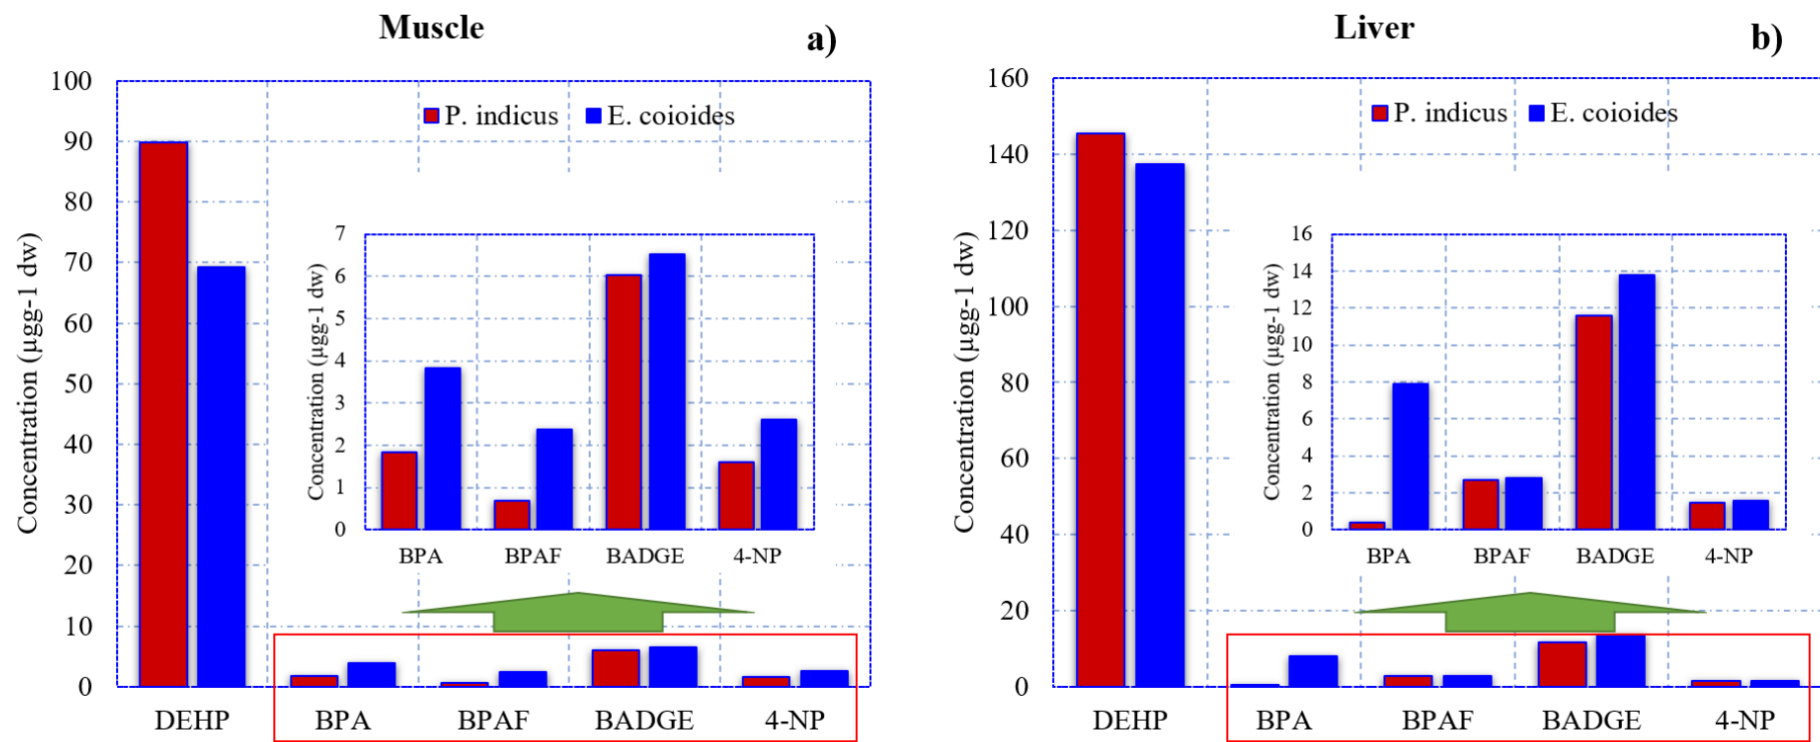 Muscle
a)
P. indicus
E. coioides
Concentration (µgg-1 dw)
100
90
80
70
60
50
40
30
20
10
0
Concentration (µgg-1 dw)
7
6
5
4
3
2
1
0
BPA BPAF BADGE 4-NP
DEHP BPA BPAF BADGE 4-NP
Liver
b)
P. indicus
E. coioides
Concentration (µgg-1 dw)
160
140
120
100
80
60
40
20
0
Concentration (µgg-1 dw)
16
14
12
10
8
6
4
2
0
BPA BPAF BADGE 4-NP
DEHP BPA BPAF BADGE 4-NP